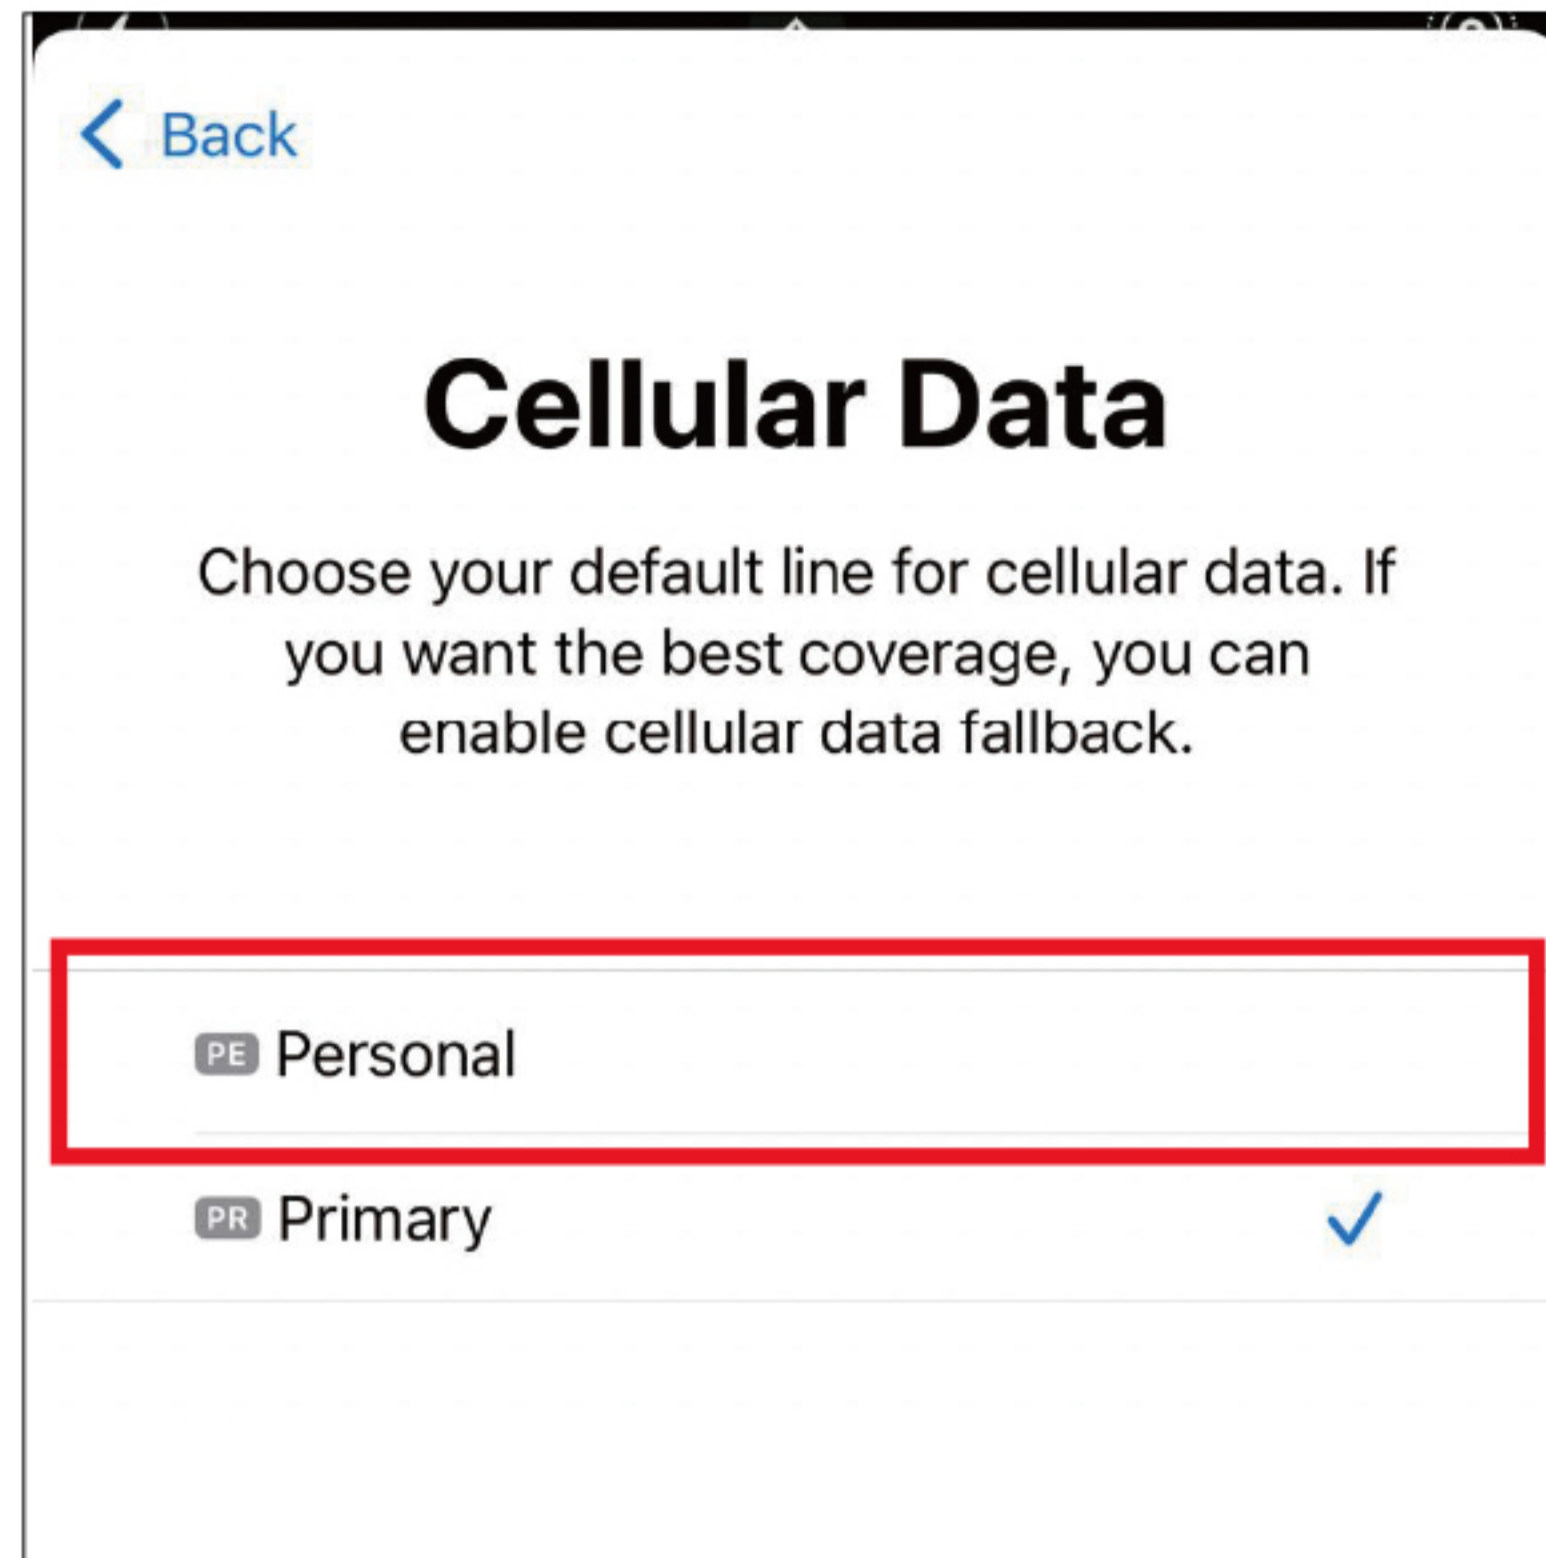 Back
Cellular Data
Choose your default line for cellular data. If
you want the best coverage, you can
enable cellular data fallback.
PE Personal
PR Primary